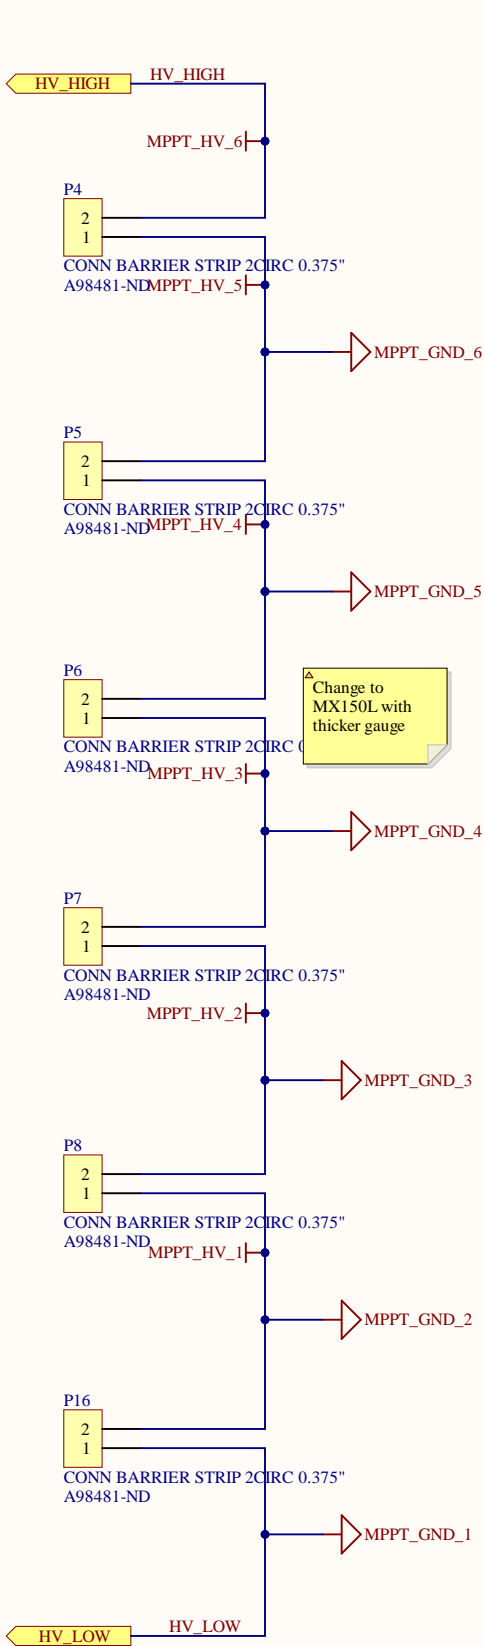 HV_HIGH
HV_HIGH
MPPT_HV_6
P4
2
1
CONN BARRIER STRIP 2CIRC 0.375"
A98481-ND
MPPT_HV_5
MPPT_GND_6
P5
2
1
CONN BARRIER STRIP 2CIRC 0.375"
A98481-ND
MPPT_HV_4
MPPT_GND_5
P6
2
1
Change to
MX150L with
thicker gauge
CONN BARRIER STRIP 2CIRC
A98481-ND
MPPT_HV_3
MPPT_GND_4
P7
2
1
CONN BARRIER STRIP 2CIRC 0.375"
A98481-ND
MPPT_HV_2
MPPT_GND_3
P8
2
1
CONN BARRIER STRIP 2CIRC 0.375"
A98481-ND
MPPT_HV_1
MPPT_GND_2
P16
2
1
CONN BARRIER STRIP 2CIRC 0.375"
A98481-ND
MPPT_GND_1
HV_LOW
HV_LOW